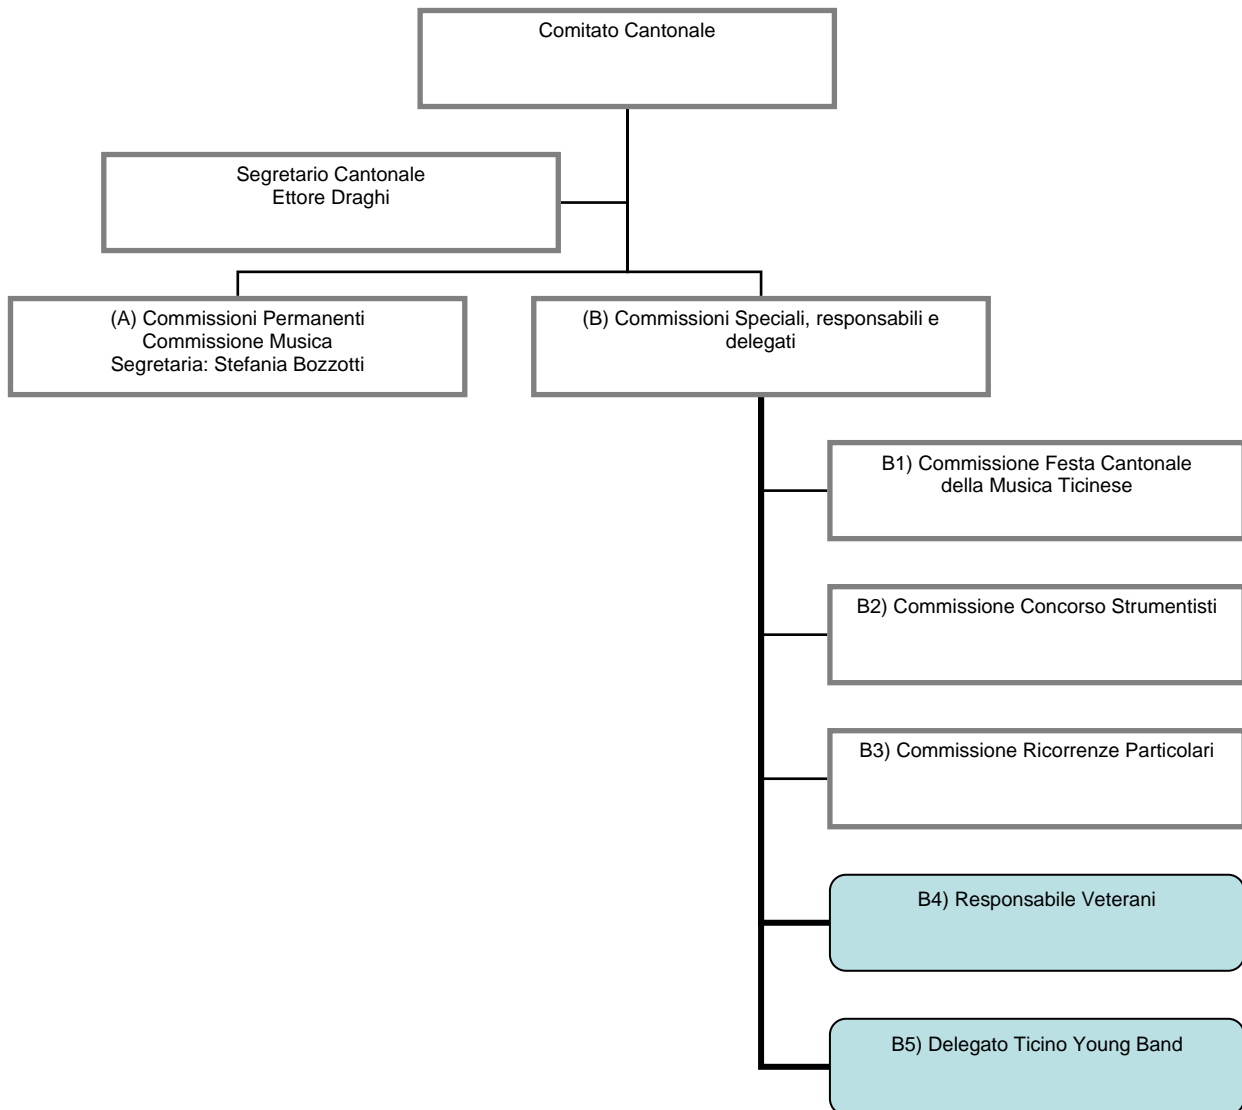 Comitato Cantonale
Segretario Cantonale
Ettore Draghi
(A) Commissioni Permanenti
Commissione Musica
Segretaria: Stefania Bozzotti
(B) Commissioni Speciali, responsabili e
delegati
B1) Commissione Festa Cantonale
della Musica Ticinese
B2) Commissione Concorso Strumentisti
B3) Commissione Ricorrenze Particolari
B4) Responsabile Veterani
B5) Delegato Ticino Young Band